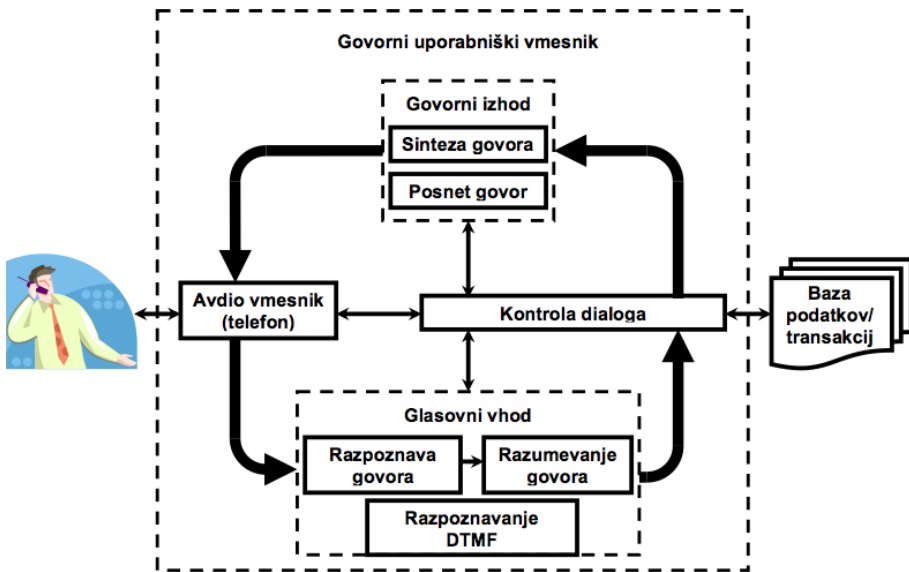 Govorni uporabniški vmesnik
Govorni izhod
Sinteza govora
Posnet govor
Avdio vmesnik
(telefon)
Kontrola dialoga
Baza
podatkov/
transakcij
Glasovni vhod
Razpoznava
govora
Razumevanje
govora
Razpoznavanje
DTMF